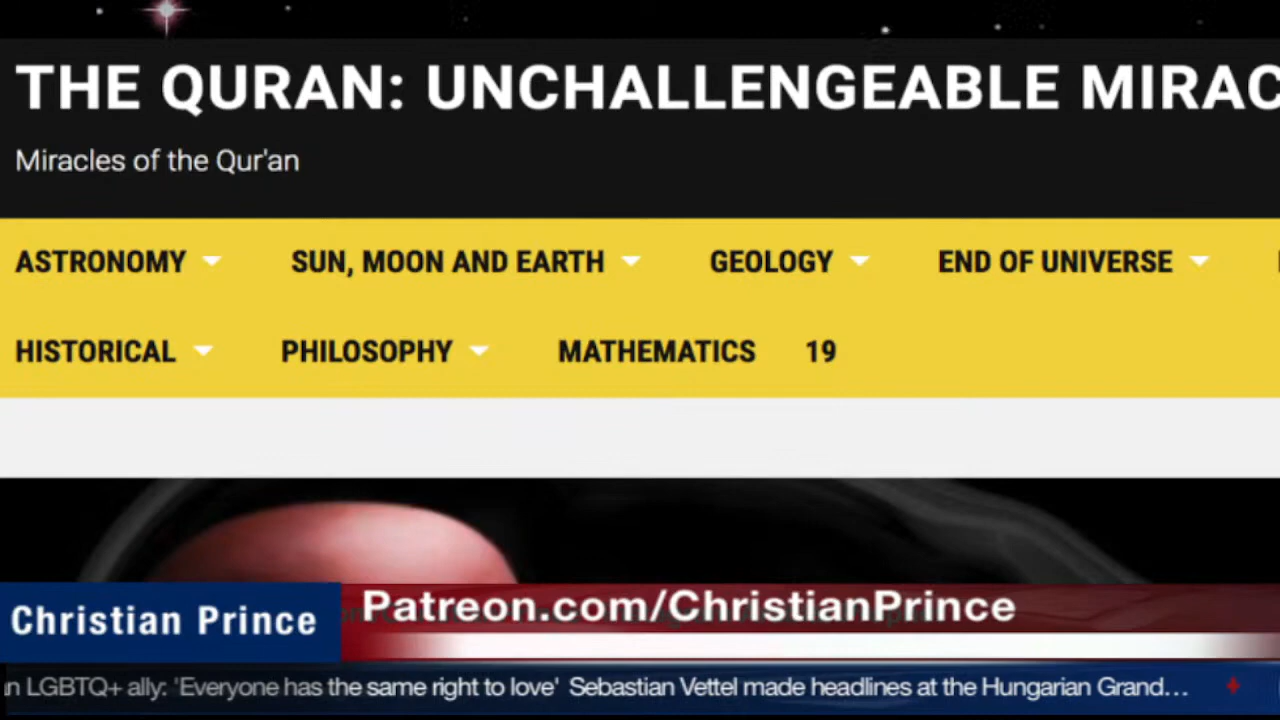 THE QURAN: UNCHALLENGEABLE MIRAC
Miracles of the Qur'an
ASTRONOMY SUN, MOON AND EARTH GEOLOGY END OF UNIVERSE
HISTORICAL PHILOSOPHY MATHEMATICS 19
Christian Prince Patreon.com/ChristianPrince
n LGBTQ+ ally: 'Everyone has the same right to love' Sebastian Vettel made headlines at the Hungarian Grand...